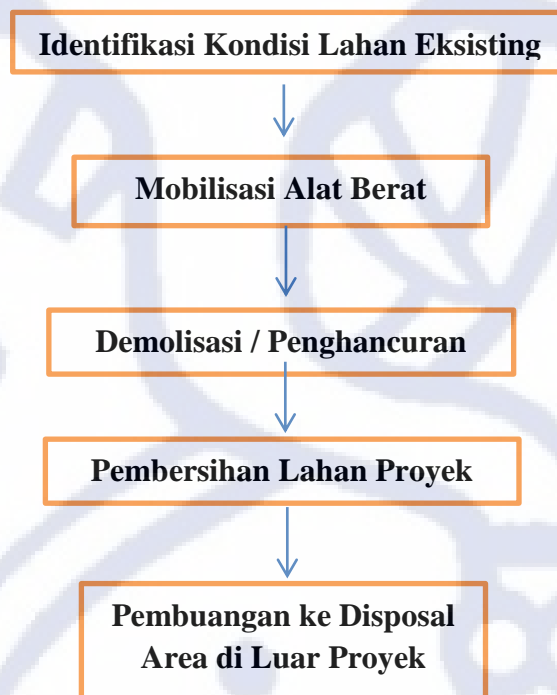 Identifikasi Kondisi Lahan Eksisting
Mobilisasi Alat Berat
Demolisasi / Penghancuran
Pembersihan Lahan Proyek
Pembuangan ke Disposal
Area di Luar Proyek